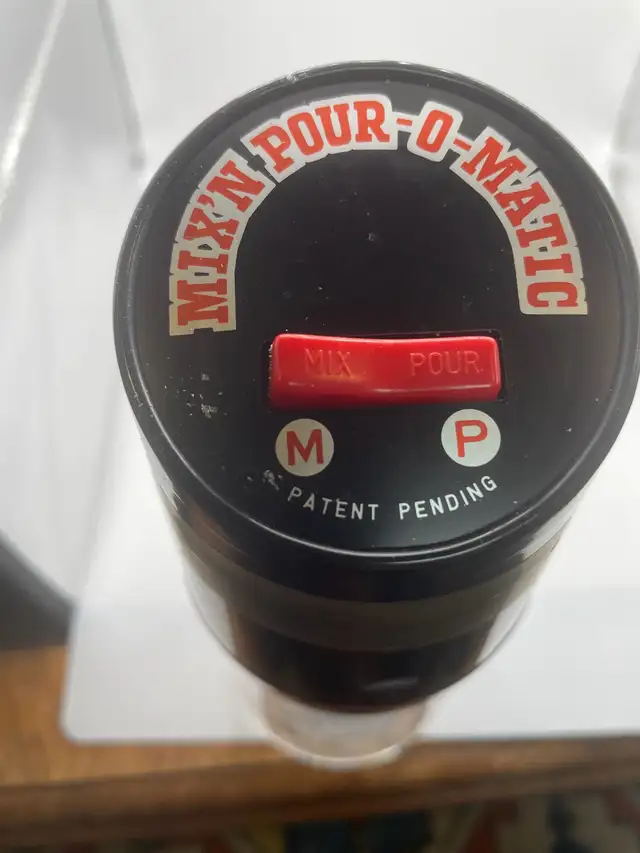 MIX'N POUR-O-MATIC
MIX POUR
M P
PATENT PENDING